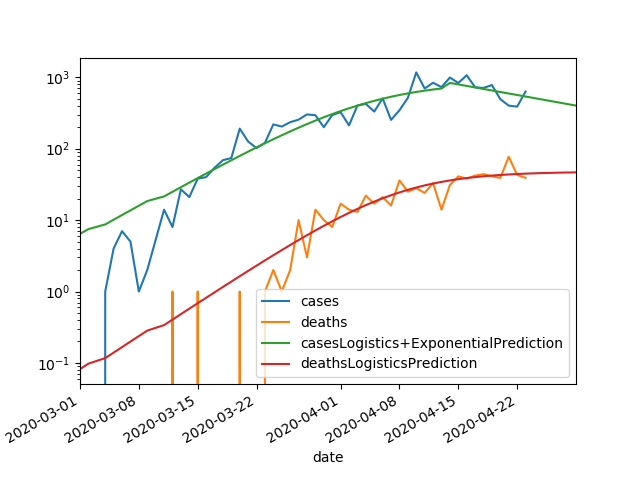 10³
10²
10¹
10⁰
10⁻¹
cases
deaths
casesLogistics+ExponentialPrediction
deathsLogisticsPrediction
2020-03-01
2020-03-08
2020-03-15
2020-03-22
2020-04-01
2020-04-08
2020-04-15
2020-04-22
date